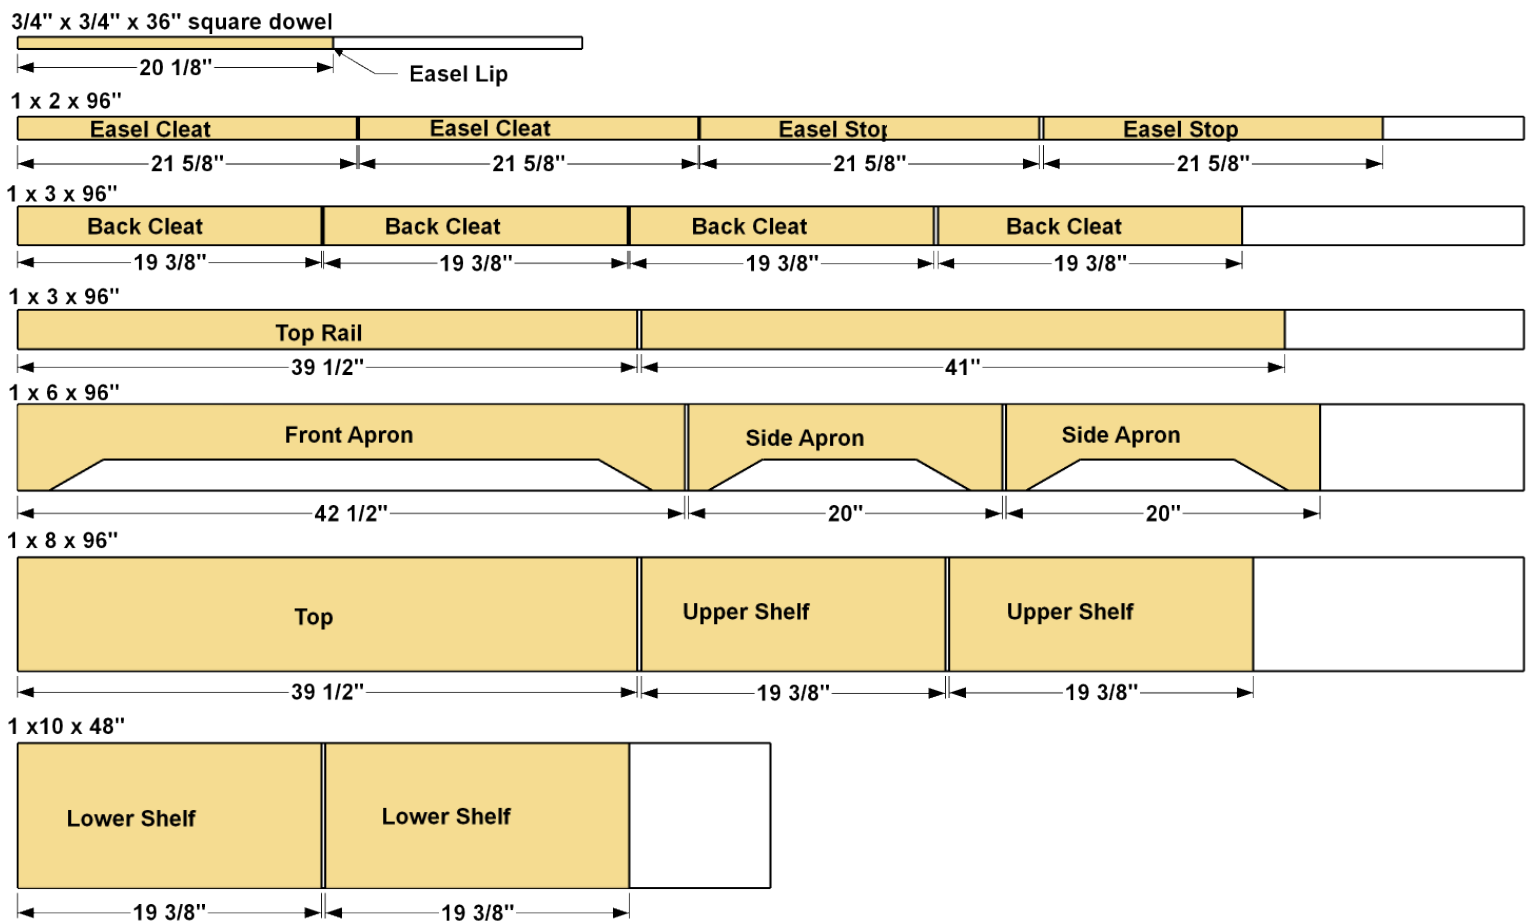 3/4" x 3/4" x 36" square dowel
20 1/8"
Easel Lip
1 x 2 x 96"
Easel Cleat Easel Cleat Easel Stop Easel Stop
21 5/8" 21 5/8" 21 5/8" 21 5/8"
1 x 3 x 96"
Back Cleat Back Cleat Back Cleat Back Cleat
19 3/8" 19 3/8" 19 3/8" 19 3/8"
1 x 3 x 96"
Top Rail
39 1/2" 41"
1 x 6 x 96"
Front Apron Side Apron Side Apron
42 1/2" 20" 20"
1 x 8 x 96"
Top Upper Shelf Upper Shelf
39 1/2" 19 3/8" 19 3/8"
1 x10 x 48"
Lower Shelf Lower Shelf
19 3/8" 19 3/8"